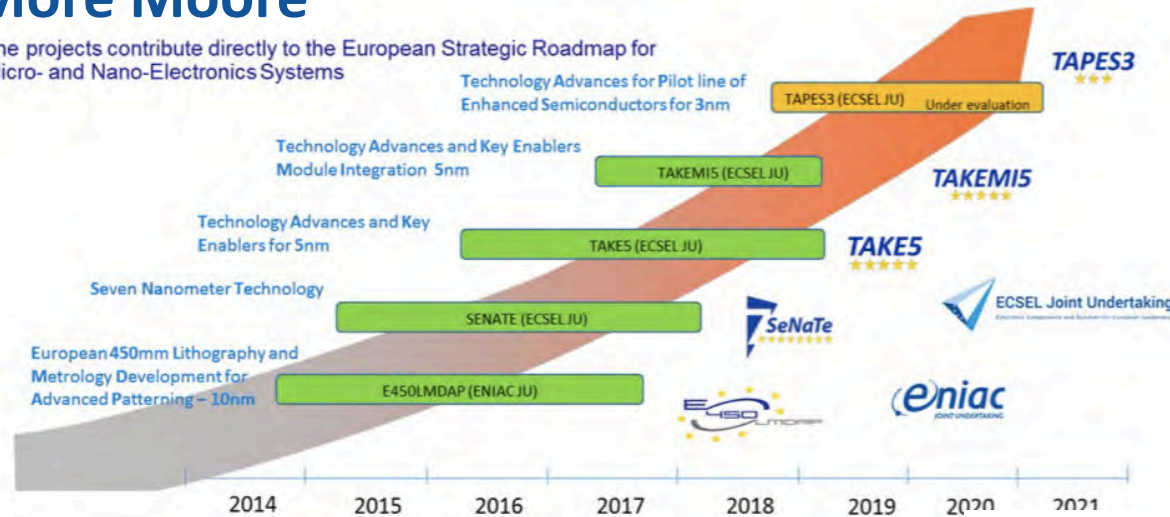 More Moore
he projects contribute directly to the European Strategic Roadmap for
icro- and Nano-Electronics Systems
TAPES3
Technology Advances for Pilot line of
Enhanced Semiconductors for 3nm
TAPES3 (ECSEL JU) Under evaluation
Technology Advances and Key Enablers
Module Integration 5nm
TAKEMI5 (ECSEL JU)
TAKEMI5
Technology Advances and Key
Enablers for 5nm
TAKE5 (ECSEL JU)
TAKE5
Seven Nanometer Technology
SENATE (ECSEL JU)
SeNaTe
ECSEL Joint Undertaking
European 450mm Lithography and
Metrology Development for
Advanced Patterning – 10nm
E450LMDAP (ENIAC JU)
E450LMDAP
eniac
JOINT UNDERTAKING
2014 2015 2016 2017 2018 2019 2020 2021